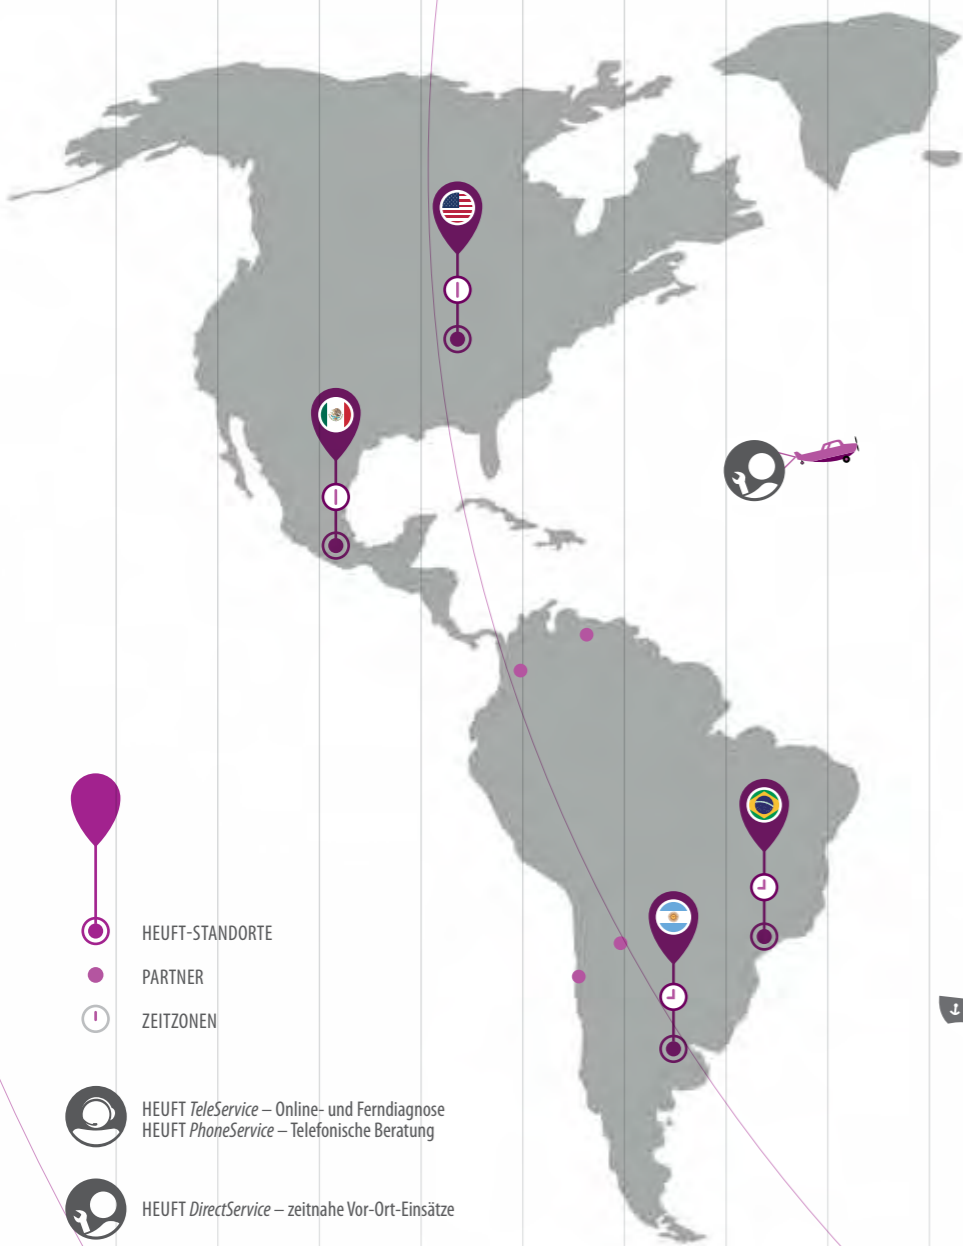 HEUFT-STANDORTE
PARTNER
ZEITZONEN
HEUFT TeleService – Online- und Ferndiagnose
HEUFT PhoneService – Telefonische Beratung
HEUFT DirectService – zeitnahe Vor-Ort-Einsätze